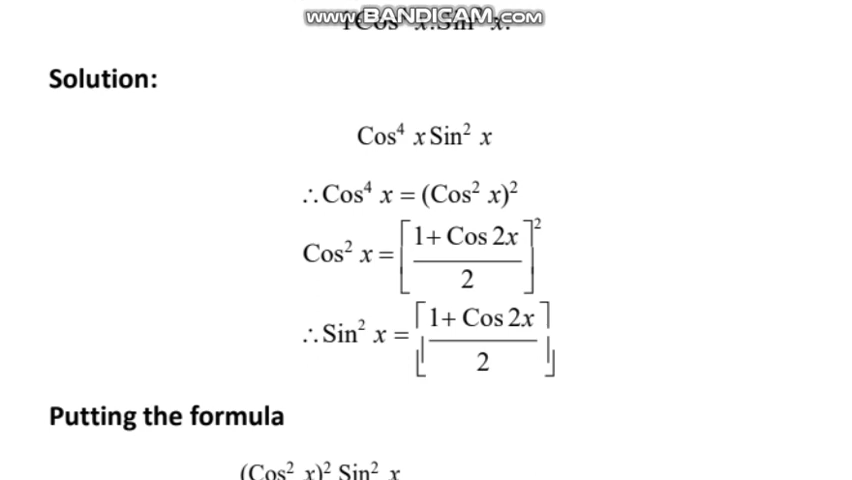 www.BANDICAM.com
Solution:
Cos⁴ x Sin² x
∴Cos⁴ x = (Cos² x)²
Cos² x = [(1+ Cos 2x)/2]²
∴Sin² x = [(1+ Cos 2x)/2]
Putting the formula
(Cos² x)² Sin² x